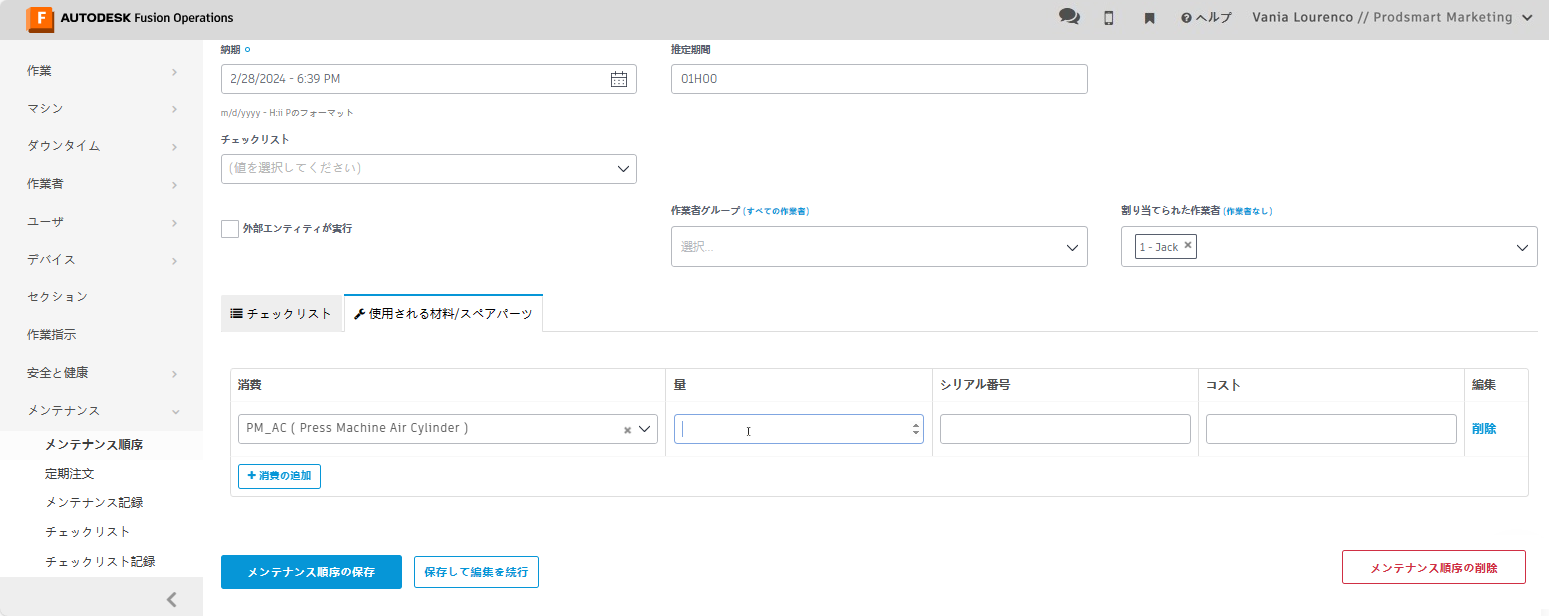 F AUTODESK Fusion Operations
ヘルプ
Vania Lourenco // Prodsmart Marketing
作業
マシン
ダウンタイム
作業者
ユーザ
デバイス
セクション
作業指示
安全と健康
メンテナンス
メンテナンス順序
定期注文
メンテナンス記録
チェックリスト
チェックリスト記録
納期
推定期間
2/28/2024 - 6:39 PM
01H00
m/d/yyyy - H:ii Pのフォーマット
チェックリスト
(値を選択してください)
外部エンティティが実行
作業者グループ (すべての作業者)
割り当てられた作業者 (作業者なし)
選択...
1 - Jack ×
チェックリスト
使用される材料/スペアパーツ
消費
量
シリアル番号
コスト
編集
PM_AC ( Press Machine Air Cylinder )
削除
+ 消費の追加
メンテナンス順序の保存
保存して編集を続行
メンテナンス順序の削除